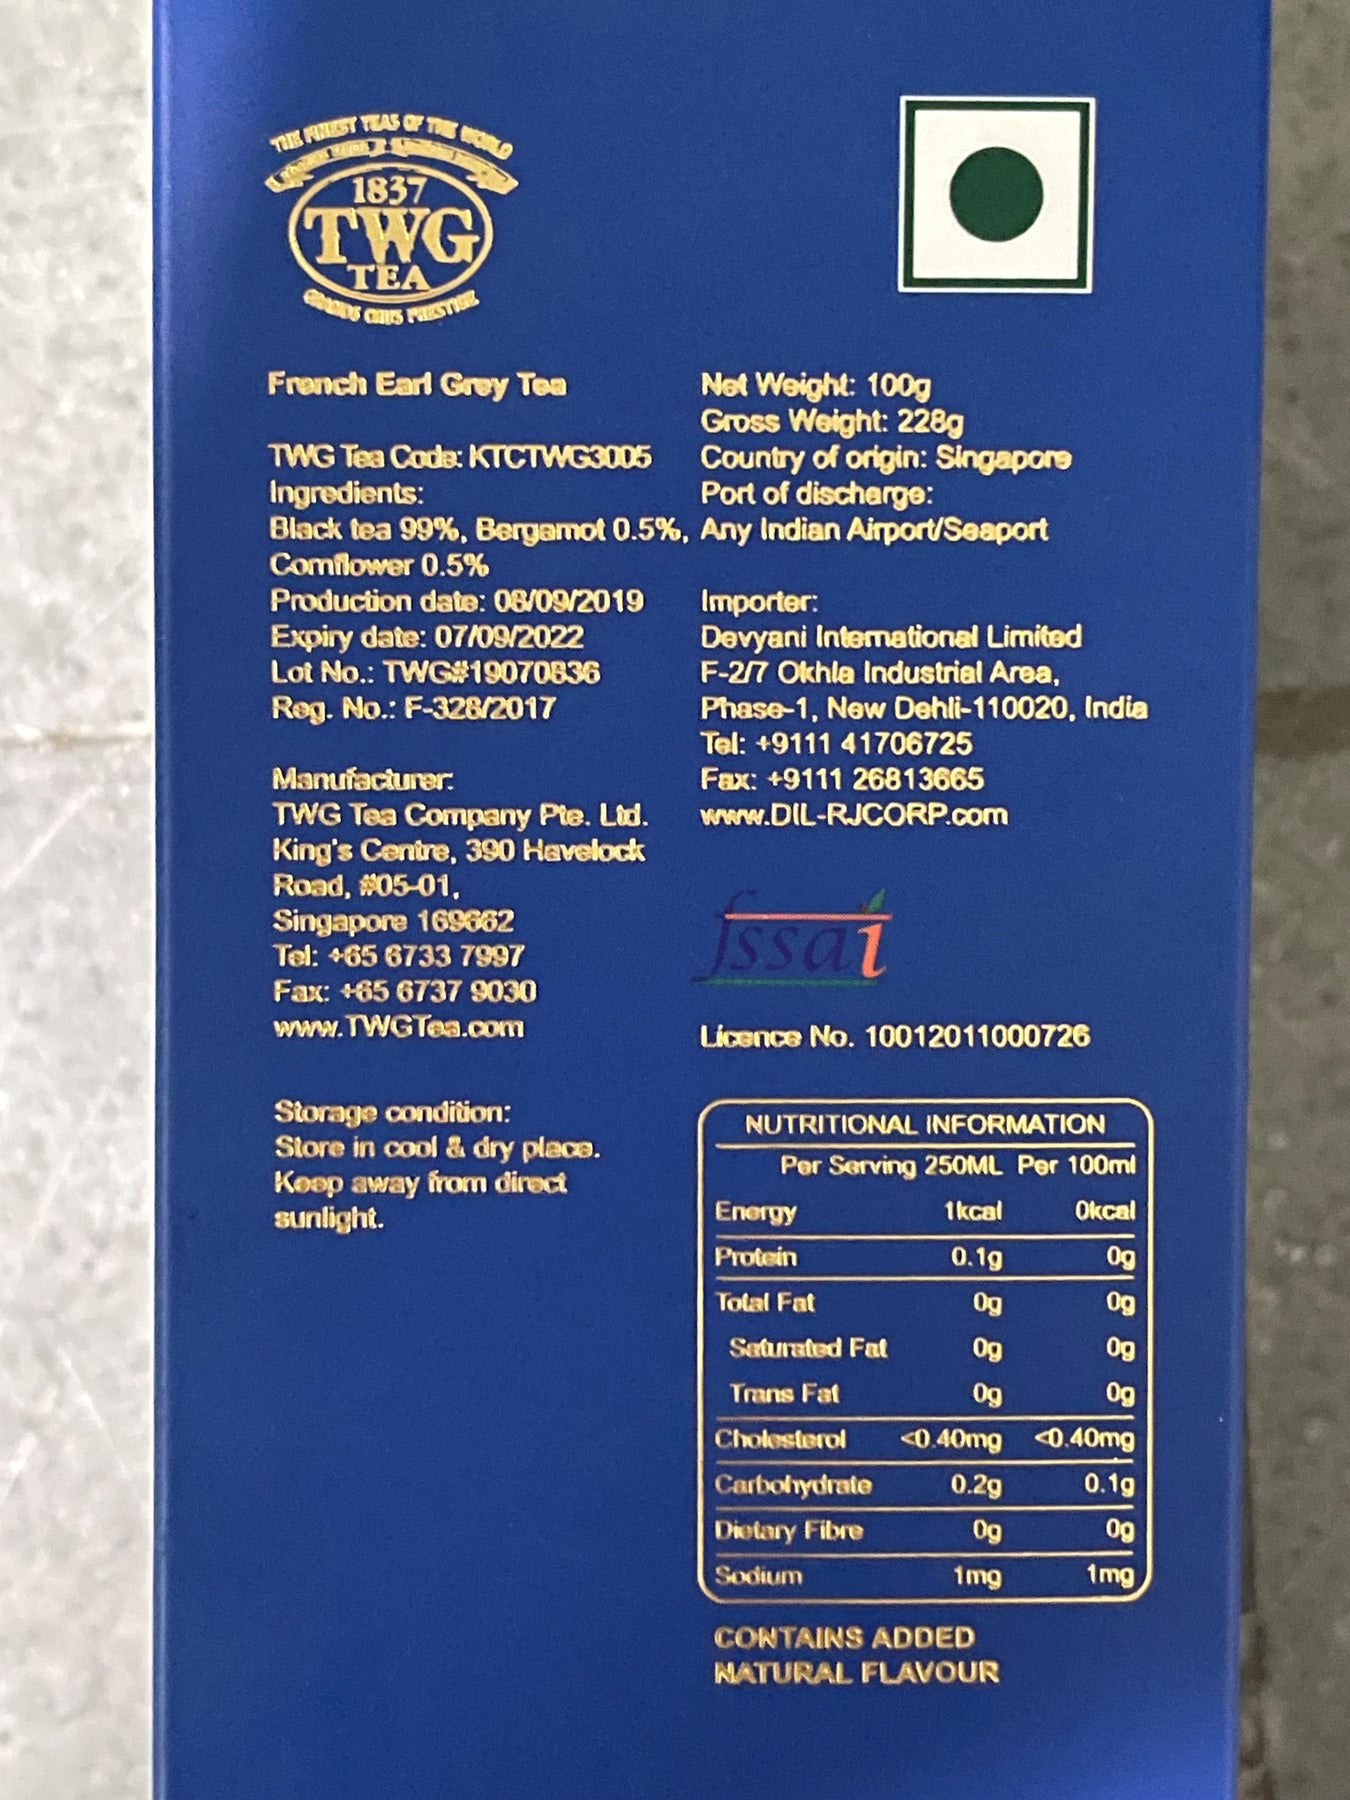 THE FINEST TEAS OF THE WORLD
1837
TWG
TEA
GRANDS CRUS PRESTIGE
French Earl Grey Tea
TWG Tea Code: KTCTWG3005
Ingredients:
Black tea 99%, Bergamot 0.5%,
Cornflower 0.5%
Production date: 08/09/2019
Expiry date: 07/09/2022
Lot No.: TWG#19070836
Reg. No.: F-328/2017
Manufacturer:
TWG Tea Company Pte. Ltd.
King's Centre, 390 Havelock
Road, #05-01,
Singapore 169662
Tel: +65 6733 7997
Fax: +65 6737 9030
www.TWGTea.com
Storage condition:
Store in cool & dry place.
Keep away from direct
sunlight.
Net Weight: 100g
Gross Weight: 228g
Country of origin: Singapore
Port of discharge:
Any Indian Airport/Seaport
Importer:
Devyani International Limited
F-2/7 Okhla Industrial Area,
Phase-1, New Dehli-110020, India
Tel: +9111 41706725
Fax: +9111 26813665
www.DIL-RJCORP.com
fssai
Licence No. 10012011000726
NUTRITIONAL INFORMATION
Per Serving 250ML Per 100ml
Energy 1kcal 0kcal
Protein 0.1g 0g
Total Fat 0g 0g
Saturated Fat 0g 0g
Trans Fat 0g 0g
Cholesterol <0.40mg <0.40mg
Carbohydrate 0.2g 0.1g
Dietary Fibre 0g 0g
Sodium 1mg 1mg
CONTAINS ADDED
NATURAL FLAVOUR